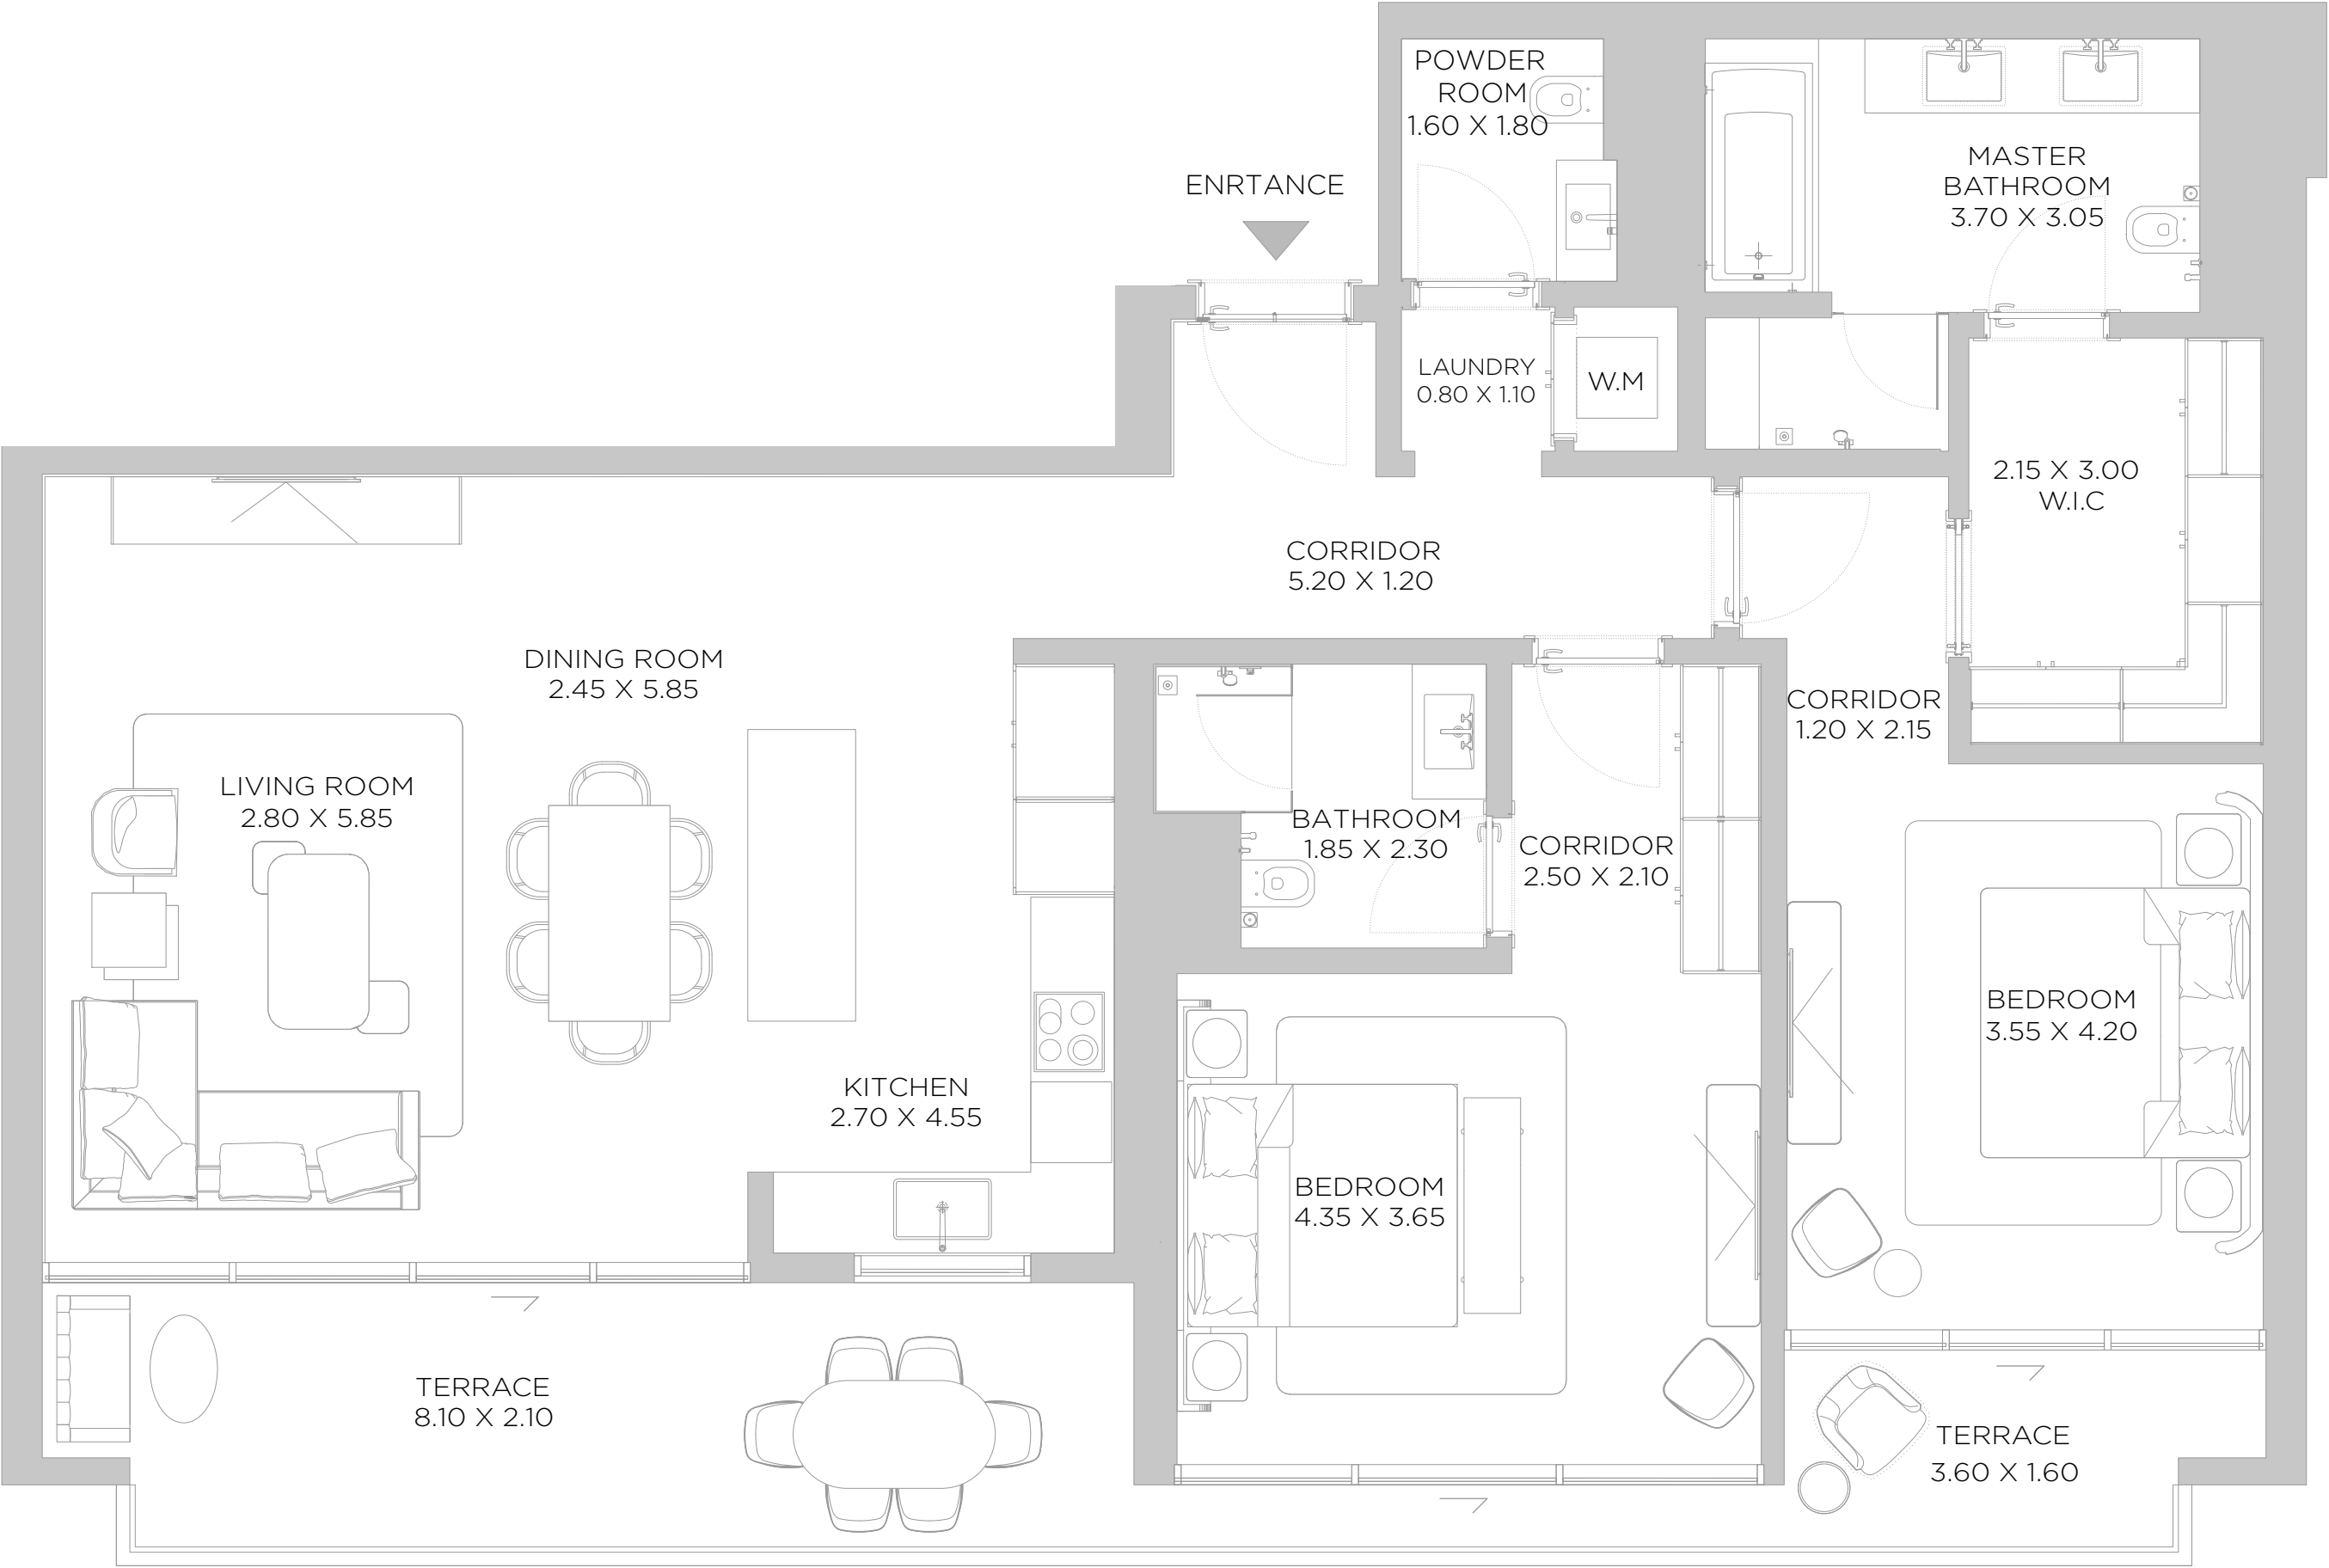 POWDER
ROOM
1.60 X 1.80
MASTER
BATHROOM
3.70 X 3.05
ENRTANCE
LAUNDRY
0.80 X 1.10
W.M
2.15 X 3.00
W.I.C
CORRIDOR
5.20 X 1.20
DINING ROOM
2.45 X 5.85
CORRIDOR
1.20 X 2.15
LIVING ROOM
2.80 X 5.85
BATHROOM
1.85 X 2.30
CORRIDOR
2.50 X 2.10
BEDROOM
3.55 X 4.20
KITCHEN
2.70 X 4.55
BEDROOM
4.35 X 3.65
TERRACE
8.10 X 2.10
TERRACE
3.60 X 1.60